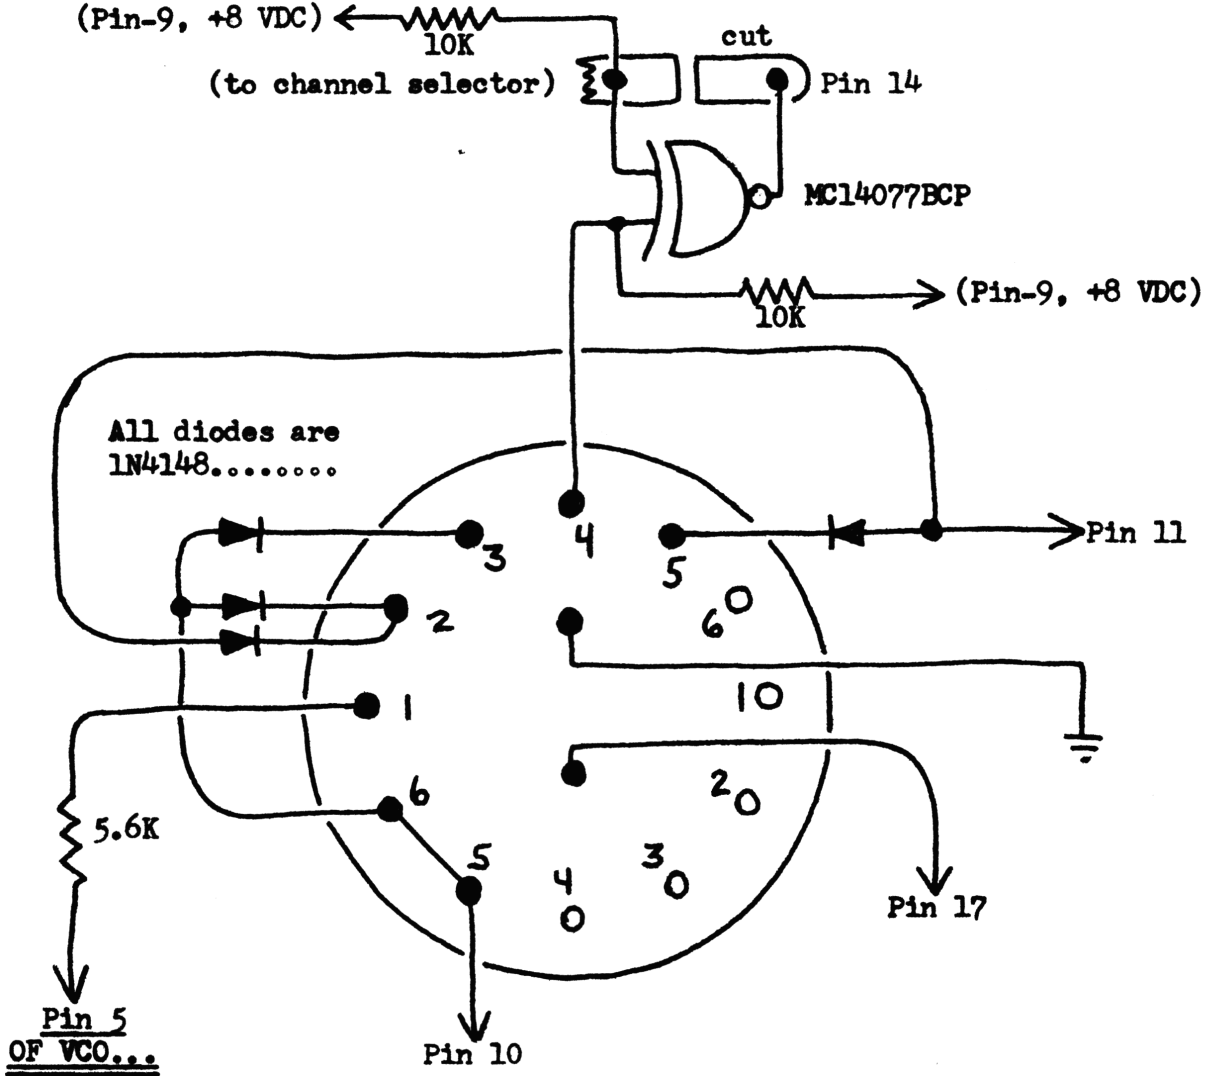 (Pin-9, +8 VDC)
10K
cut
(to channel selector)
Pin 14
MC14077BCP
(Pin-9, +8 VDC)
10K
All diodes are
1N4148.........
4
3
5
Pin 11
2
6
1
10
6
2
5.6K
5
3
4
Pin 17
Pin 5
OF VCO...
Pin 10